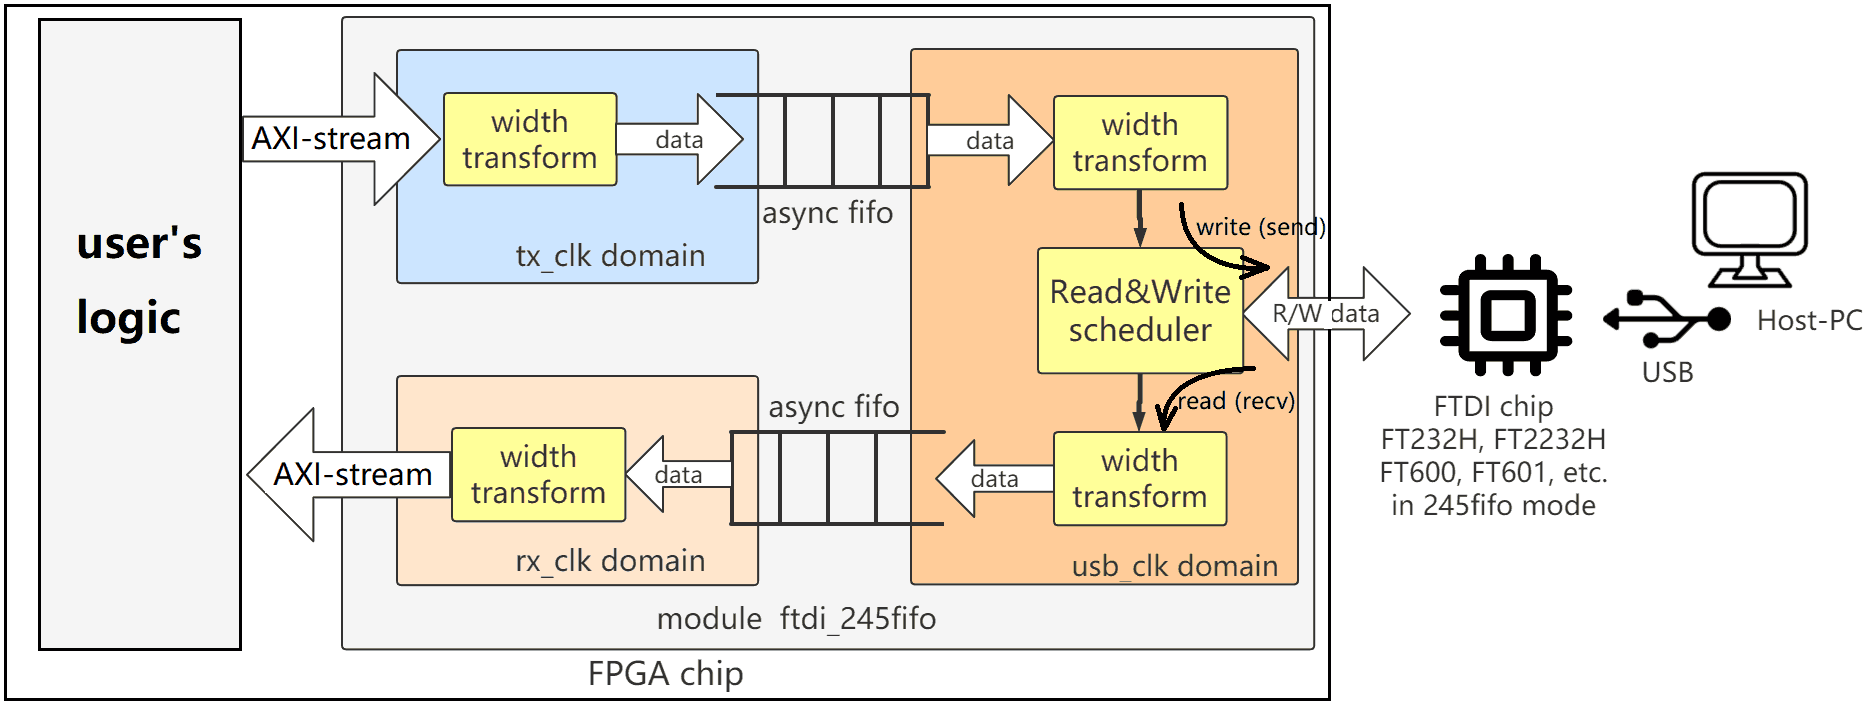 user's
logic
AXI-stream
width
transform
data
async fifo
tx_clk domain
data
width
transform
write (send)
Read&Write
scheduler
R/W data
read (recv)
AXI-stream
width
transform
data
async fifo
rx_clk domain
data
width
transform
usb_clk domain
module ftdi_245fifo
FPGA chip
FTDI chip
FT232H, FT2232H
FT600, FT601, etc.
in 245fifo mode
USB
Host-PC